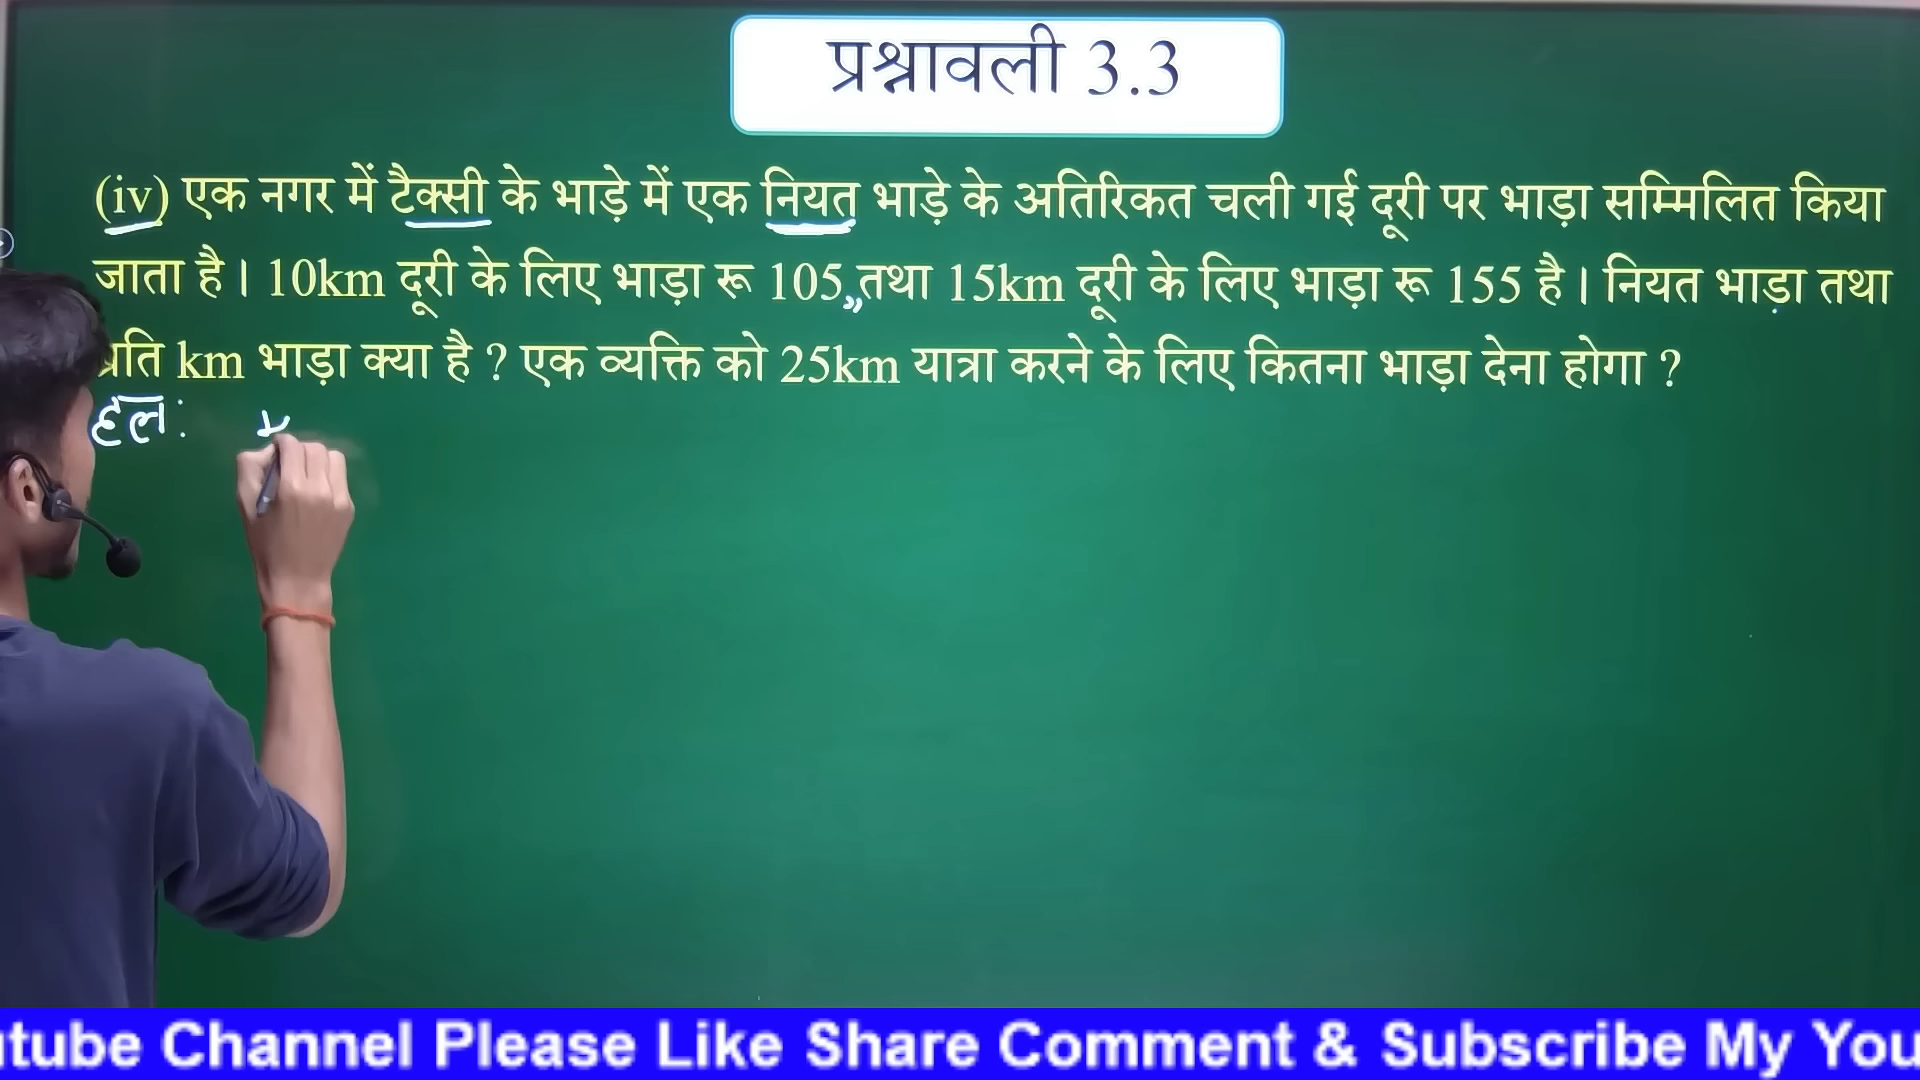 प्रश्नावली 3.3
(iv) एक नगर में टैक्सी के भाड़े में एक नियत भाड़े के अतिरिकत चली गई दूरी पर भाड़ा सम्मिलित किया
जाता है। 10km दूरी के लिए भाड़ा रू 105,,तथा 15km दूरी के लिए भाड़ा रू 155 है। नियत भाड़ा तथा
प्रति km भाड़ा क्या है ? एक व्यक्ति को 25km यात्रा करने के लिए कितना भाड़ा देना होगा ?
हल:
utube Channel Please Like Share Comment & Subscribe My You